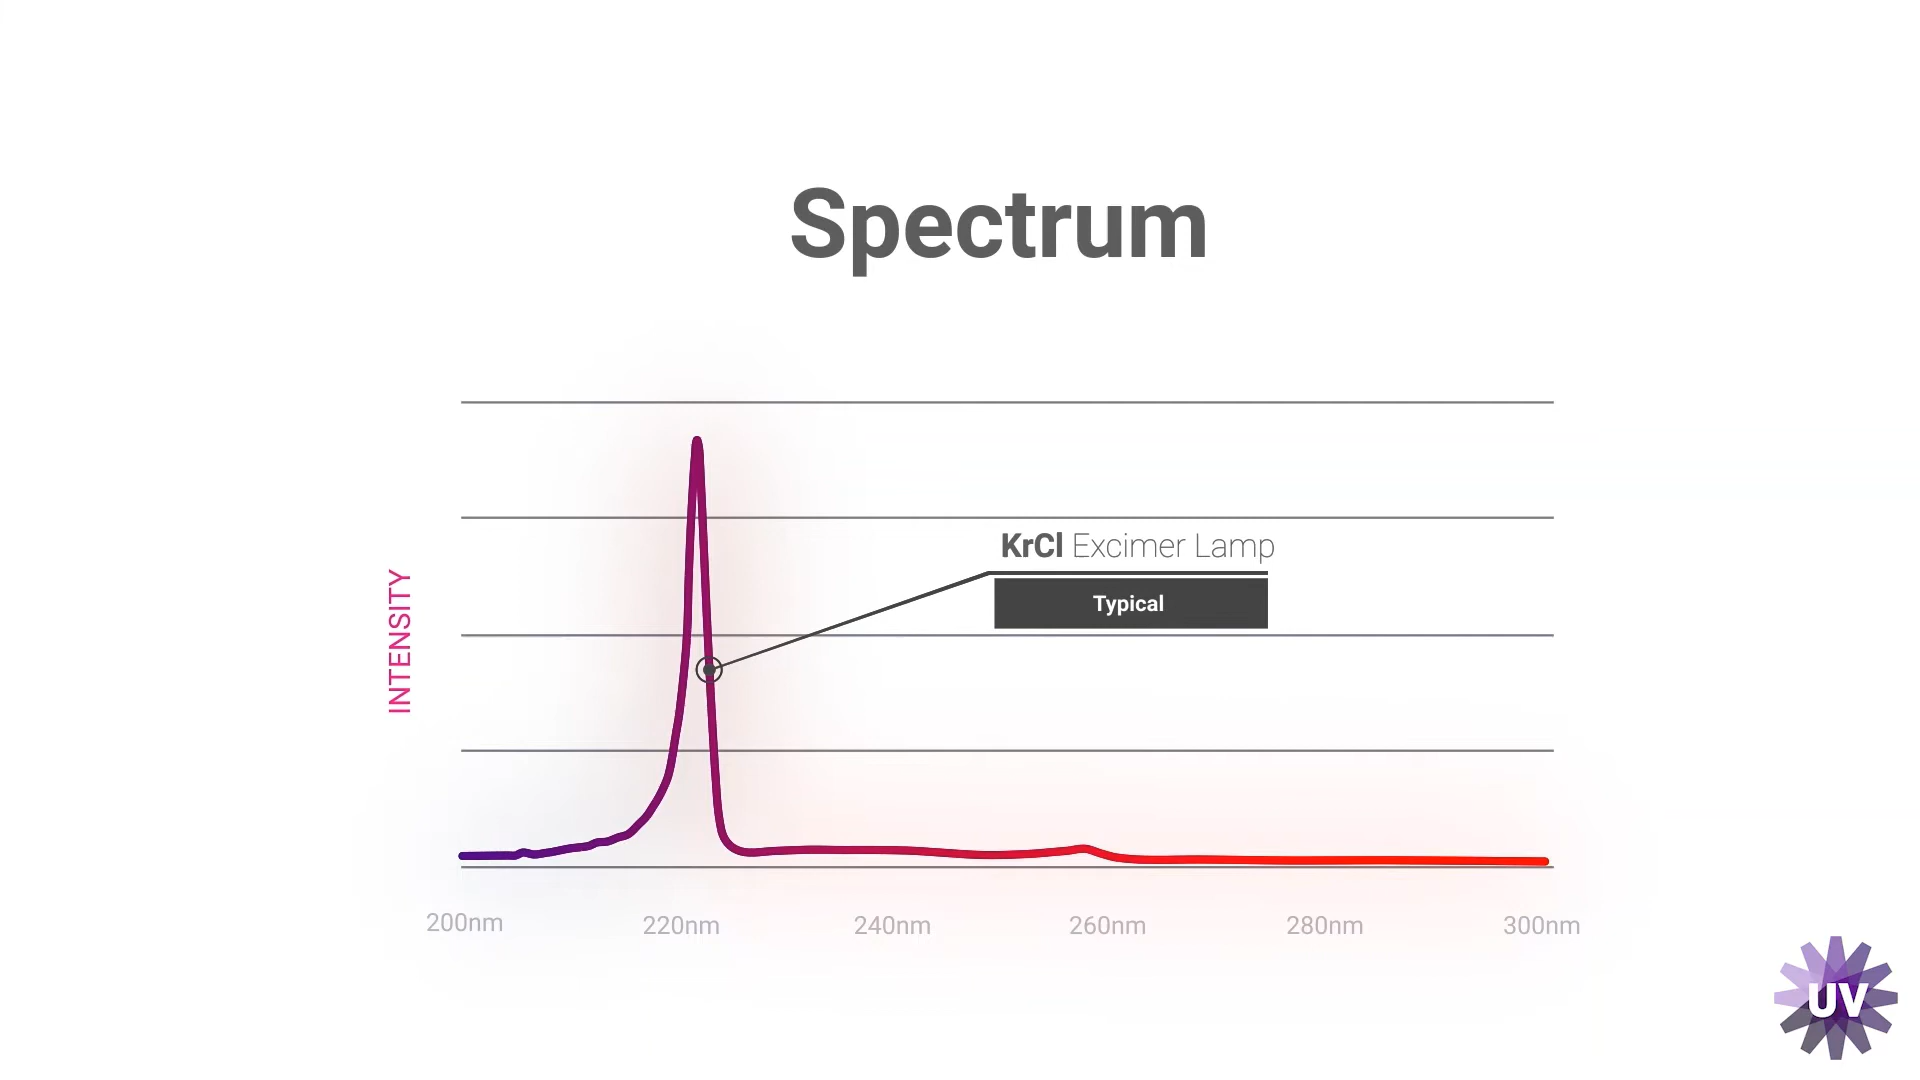 Spectrum
INTENSITY
KrCl Excimer Lamp
Typical
200nm 220nm 240nm 260nm 280nm 300nm
UV